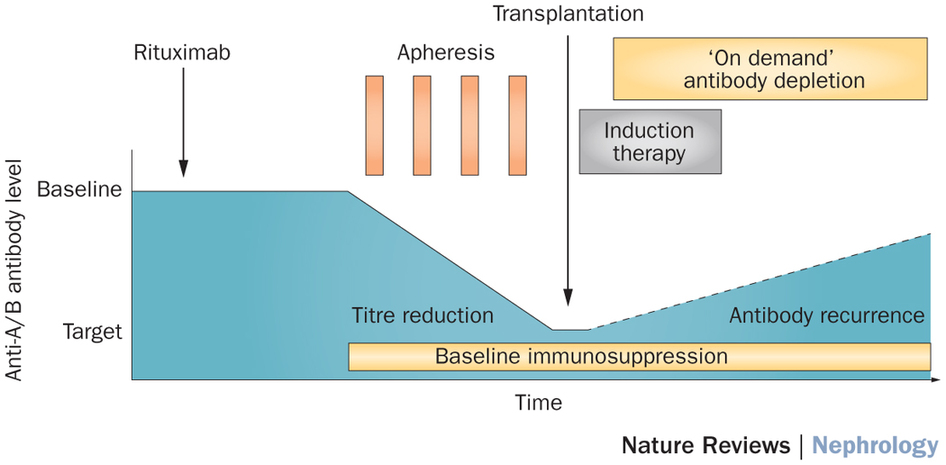 Transplantation
Rituximab
Apheresis
‘On demand’
antibody depletion
Induction
therapy
Anti-A/B antibody level
Baseline
Target
Titre reduction
Antibody recurrence
Baseline immunosuppression
Time
Nature Reviews | Nephrology